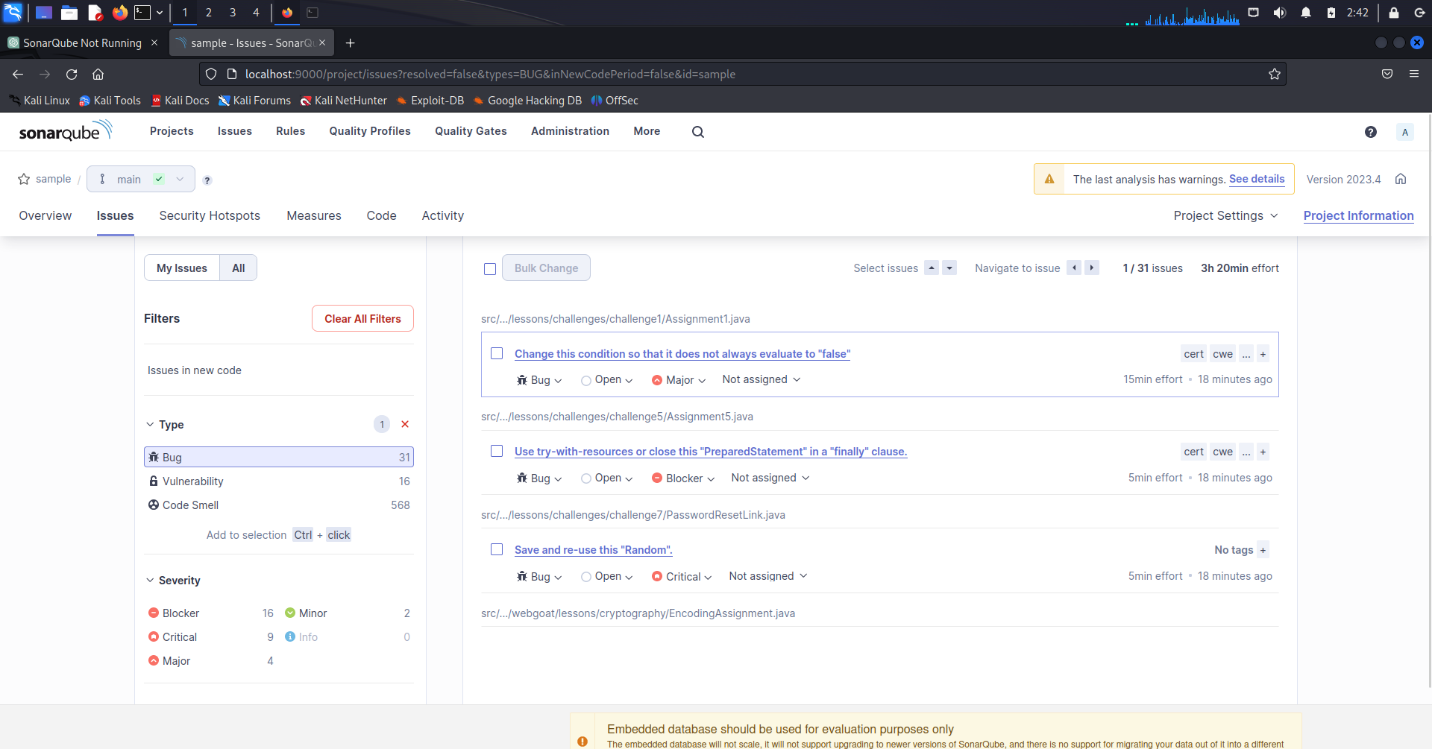 1 2 3 4 2:42
SonarQube Not Running × sample - Issues - SonarQu × +
localhost:9000/project/issues?resolved=false&types=BUG&inNewCodePeriod=false&id=sample
Kali Linux Kali Tools Kali Docs Kali Forums Kali NetHunter Exploit-DB Google Hacking DB OffSec
sonarqube Projects Issues Rules Quality Profiles Quality Gates Administration More ? A
sample / main ? The last analysis has warnings. See details Version 2023.4
Overview Issues Security Hotspots Measures Code Activity Project Settings Project Information
My Issues All
Bulk Change Select issues Navigate to issue 1 / 31 issues 3h 20min effort
Filters Clear All Filters
Issues in new code
Type 1
Bug 31
Vulnerability 16
Code Smell 568
Add to selection Ctrl + click
Severity
Blocker 16 Minor 2
Critical 9 Info 0
Major 4
src/.../lessons/challenges/challenge1/Assignment1.java
Change this condition so that it does not always evaluate to "false" cert cwe ... +
Bug Open Major Not assigned 15min effort • 18 minutes ago
src/.../lessons/challenges/challenge5/Assignment5.java
Use try-with-resources or close this "PreparedStatement" in a "finally" clause. cert cwe ... +
Bug Open Blocker Not assigned 5min effort • 18 minutes ago
src/.../lessons/challenges/challenge7/PasswordResetLink.java
Save and re-use this "Random". No tags +
Bug Open Critical Not assigned 5min effort • 18 minutes ago
src/.../webgoat/lessons/cryptography/EncodingAssignment.java
Embedded database should be used for evaluation purposes only
The embedded database will not scale, it will not support upgrading to newer versions of SonarQube, and there is no support for migrating your data out of it into a different